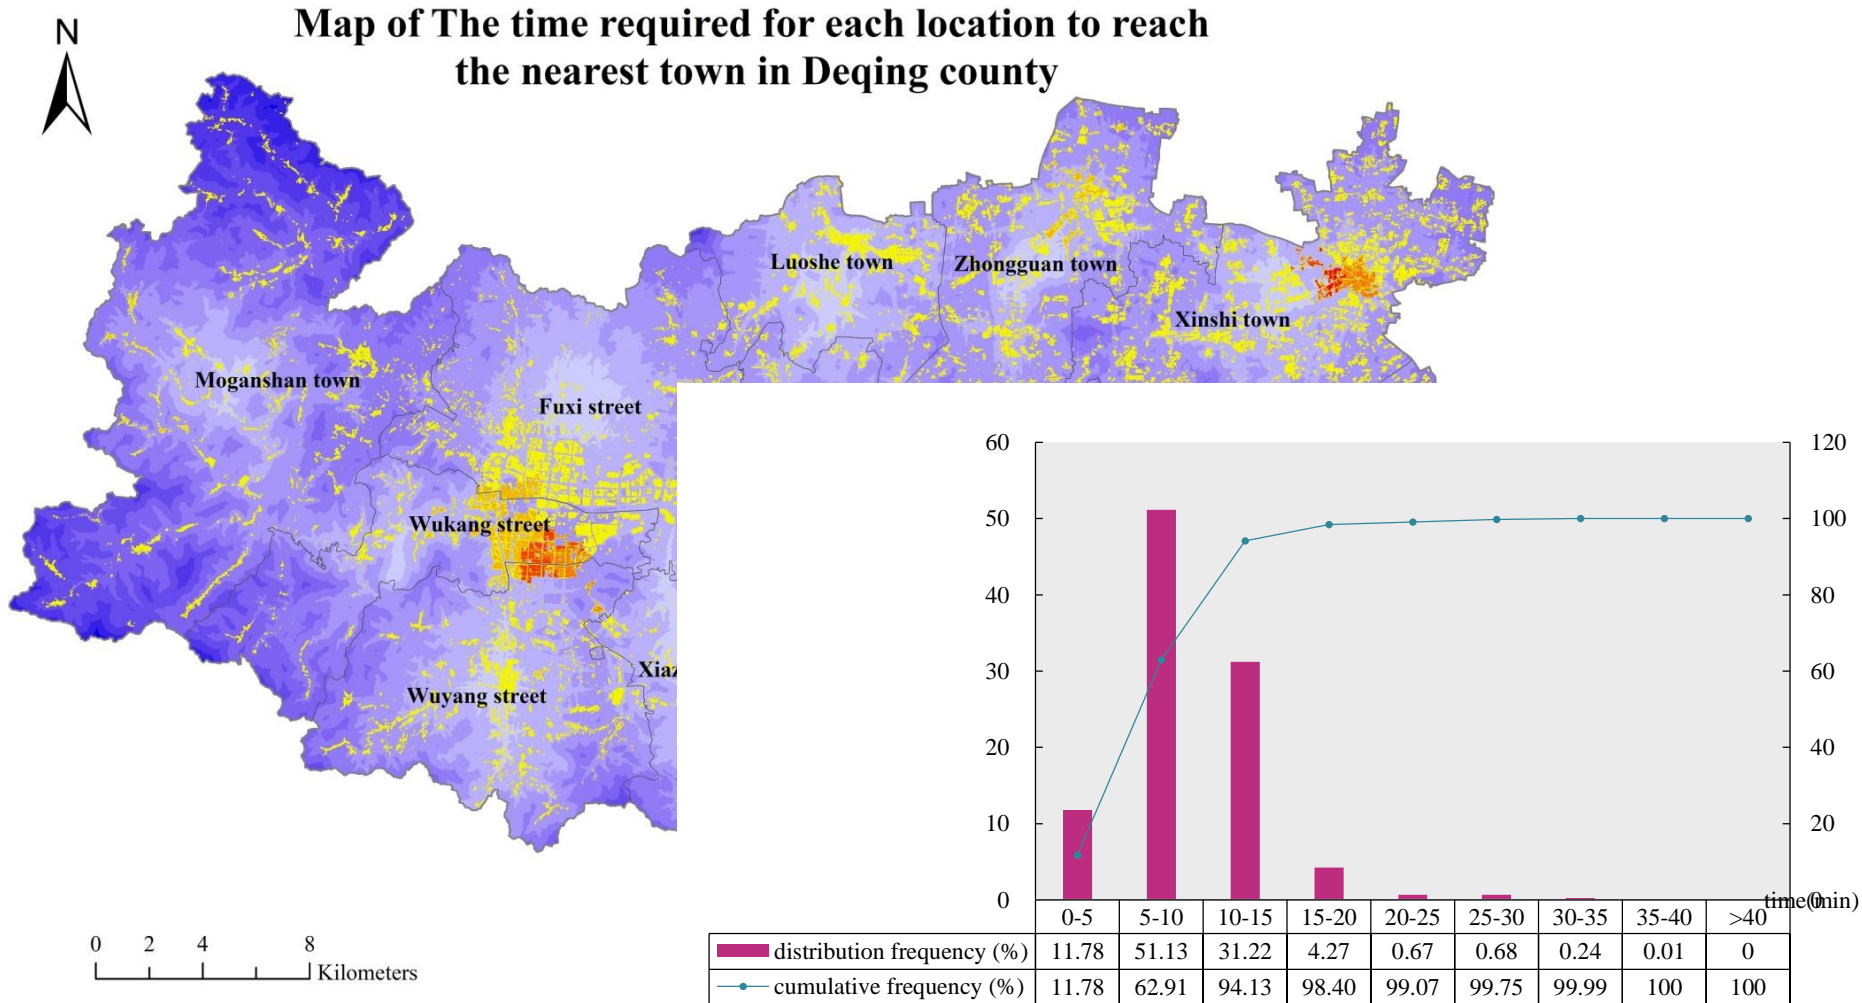 Map of The time required for each location to reach
the nearest town in Deqing county
N
Luoshe town
Zhongguan town
Xinshi town
Moganshan town
Fuxi street
Wukang street
Wuyang street
Xiaz
0 2 4 8
Kilometers
60 120
50 100
40 80
30 60
20 40
10 20
0 0
time(min)
0-5 5-10 10-15 15-20 20-25 25-30 30-35 35-40 >40
distribution frequency (%) 11.78 51.13 31.22 4.27 0.67 0.68 0.24 0.01 0
cumulative frequency (%) 11.78 62.91 94.13 98.40 99.07 99.75 99.99 100 100